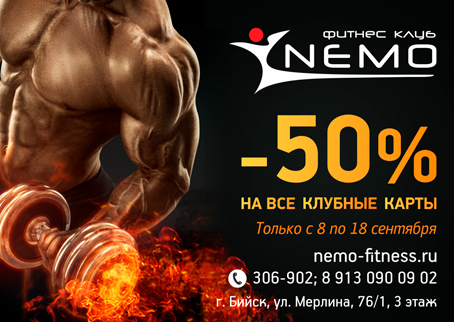 фитнес клуб
NEMO
-50%
НА ВСЕ КЛУБНЫЕ КАРТЫ
Только с 8 по 18 сентября
nemo-fitness.ru
306-902; 8 913 090 09 02
г. Бийск, ул. Мерлина, 76/1, 3 этаж